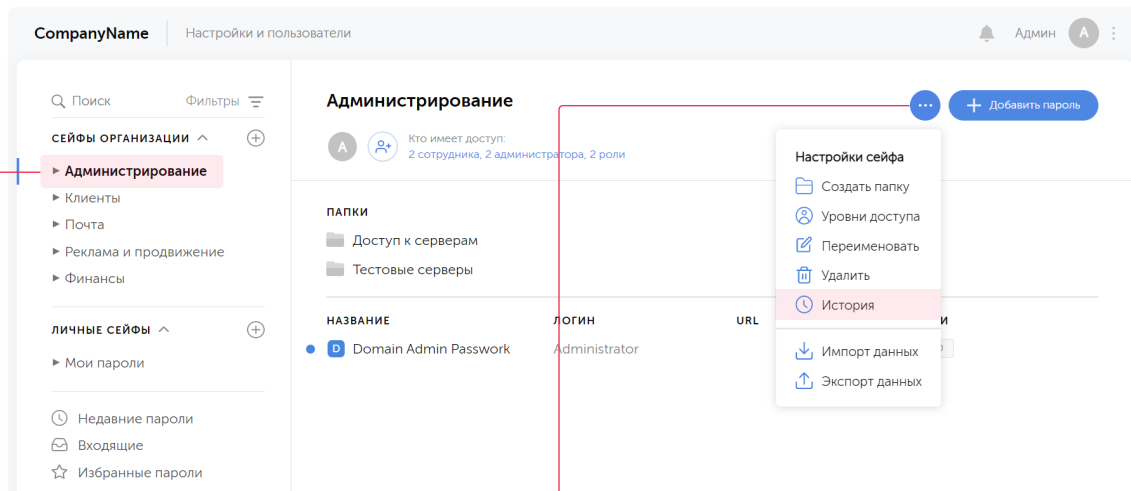 CompanyName
Настройки и пользователи
Админ
A
Поиск
Фильтры
СЕЙФЫ ОРГАНИЗАЦИИ
Администрирование
Клиенты
Почта
Реклама и продвижение
Финансы
ЛИЧНЫЕ СЕЙФЫ
Мои пароли
Недавние пароли
Входящие
Избранные пароли
Администрирование
Добавить пароль
A
Кто имеет доступ:
2 сотрудника, 2 администратора, 2 роли
ПАПКИ
Доступ к серверам
Тестовые серверы
НАЗВАНИЕ
ЛОГИН
URL
D
Domain Admin Passwork
Administrator
Настройки сейфа
Создать папку
Уровни доступа
Переименовать
Удалить
История
Импорт данных
Экспорт данных